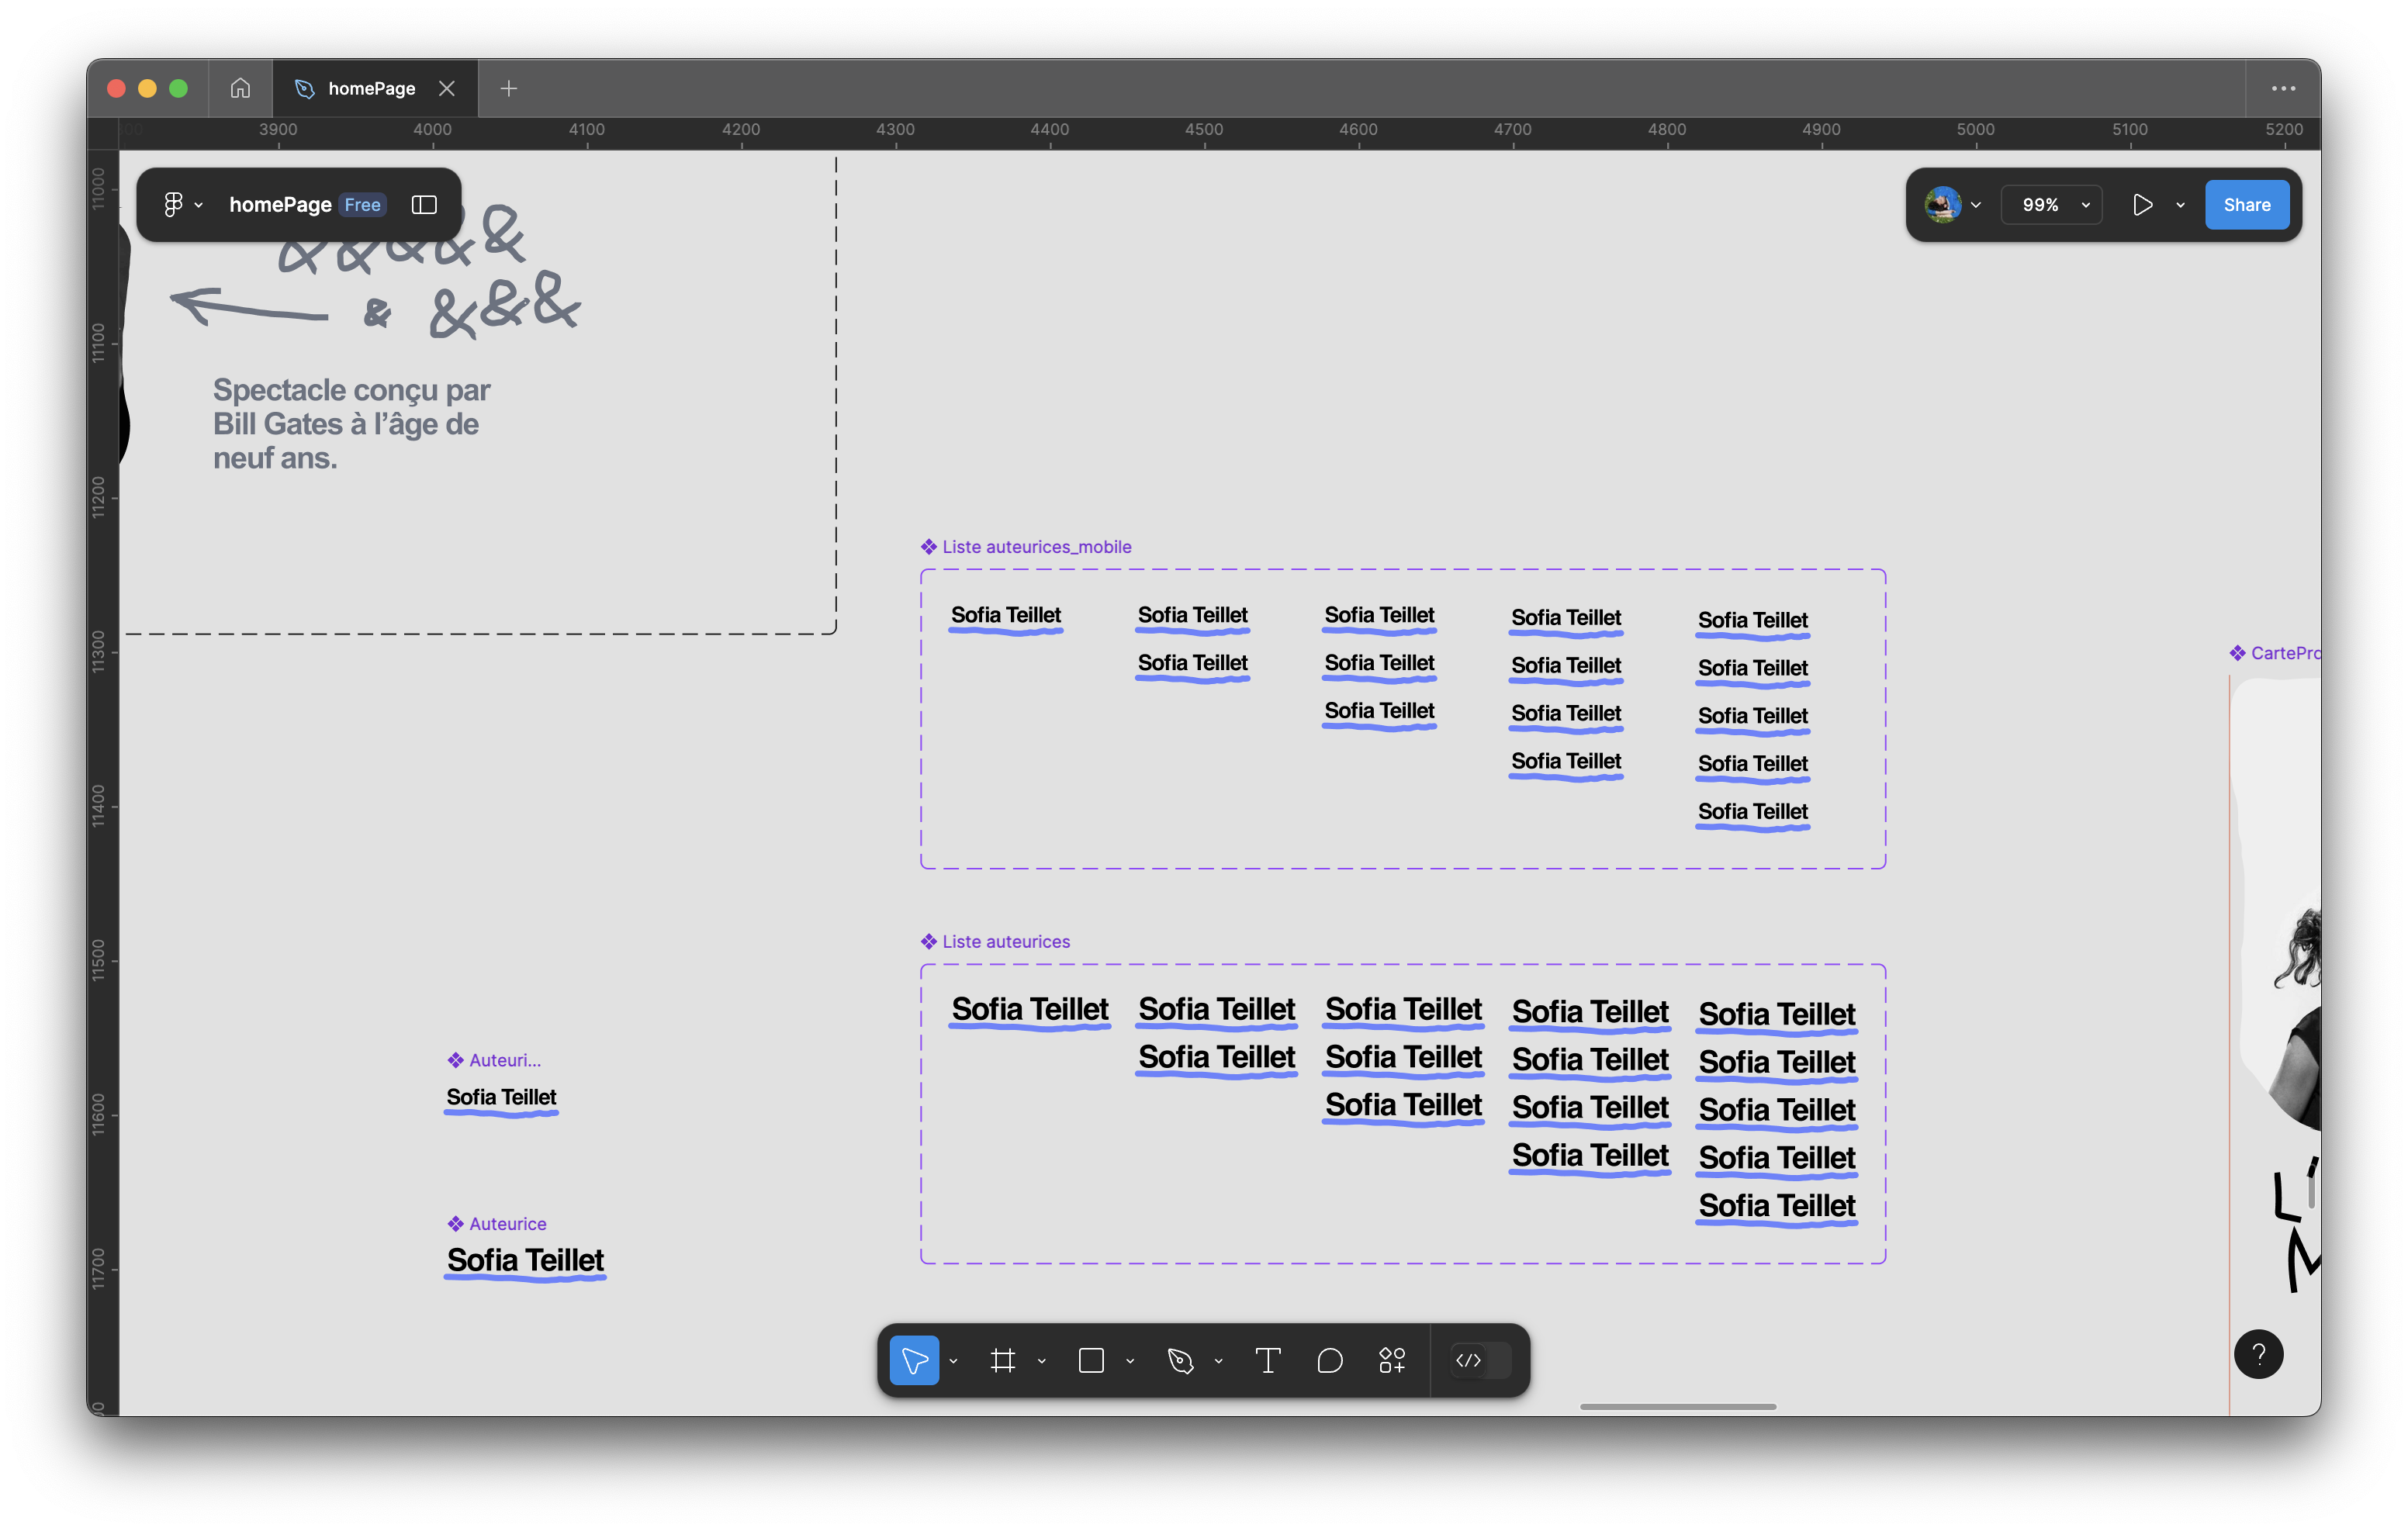 homePage
3900 4000 4100 4200 4300 4400 4500 4600 4700 4800 4900 5000 5100 5200
11000
11100
11200
11300
11400
11500
11600
11700
homePage Free
99%
Share
&&&&&
& &&&
Spectacle conçu par
Bill Gates à l’âge de
neuf ans.
Liste auteurices_mobile
Sofia Teillet Sofia Teillet Sofia Teillet Sofia Teillet Sofia Teillet
Sofia Teillet Sofia Teillet Sofia Teillet Sofia Teillet
Sofia Teillet Sofia Teillet Sofia Teillet
Sofia Teillet Sofia Teillet
Sofia Teillet
CartePro
Liste auteurices
Sofia Teillet Sofia Teillet Sofia Teillet Sofia Teillet Sofia Teillet
Sofia Teillet Sofia Teillet Sofia Teillet Sofia Teillet
Sofia Teillet Sofia Teillet Sofia Teillet
Sofia Teillet Sofia Teillet
Sofia Teillet
Auteuri...
Sofia Teillet
Auteurice
Sofia Teillet
?